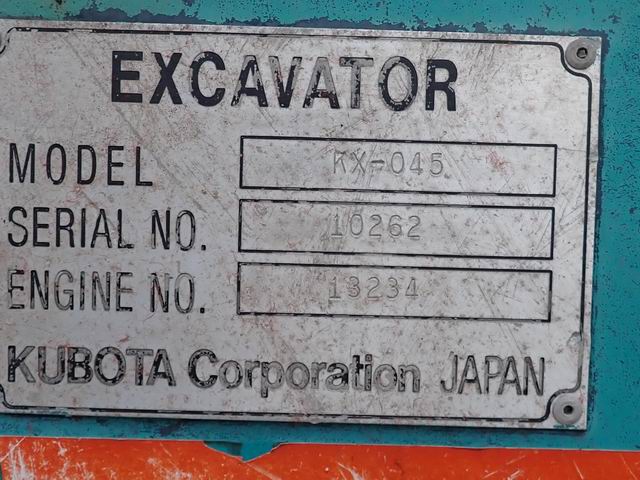 EXCAVATOR
MODEL KX-045
SERIAL NO. 10262
ENGINE NO. 13234
KUBOTA Corporation JAPAN